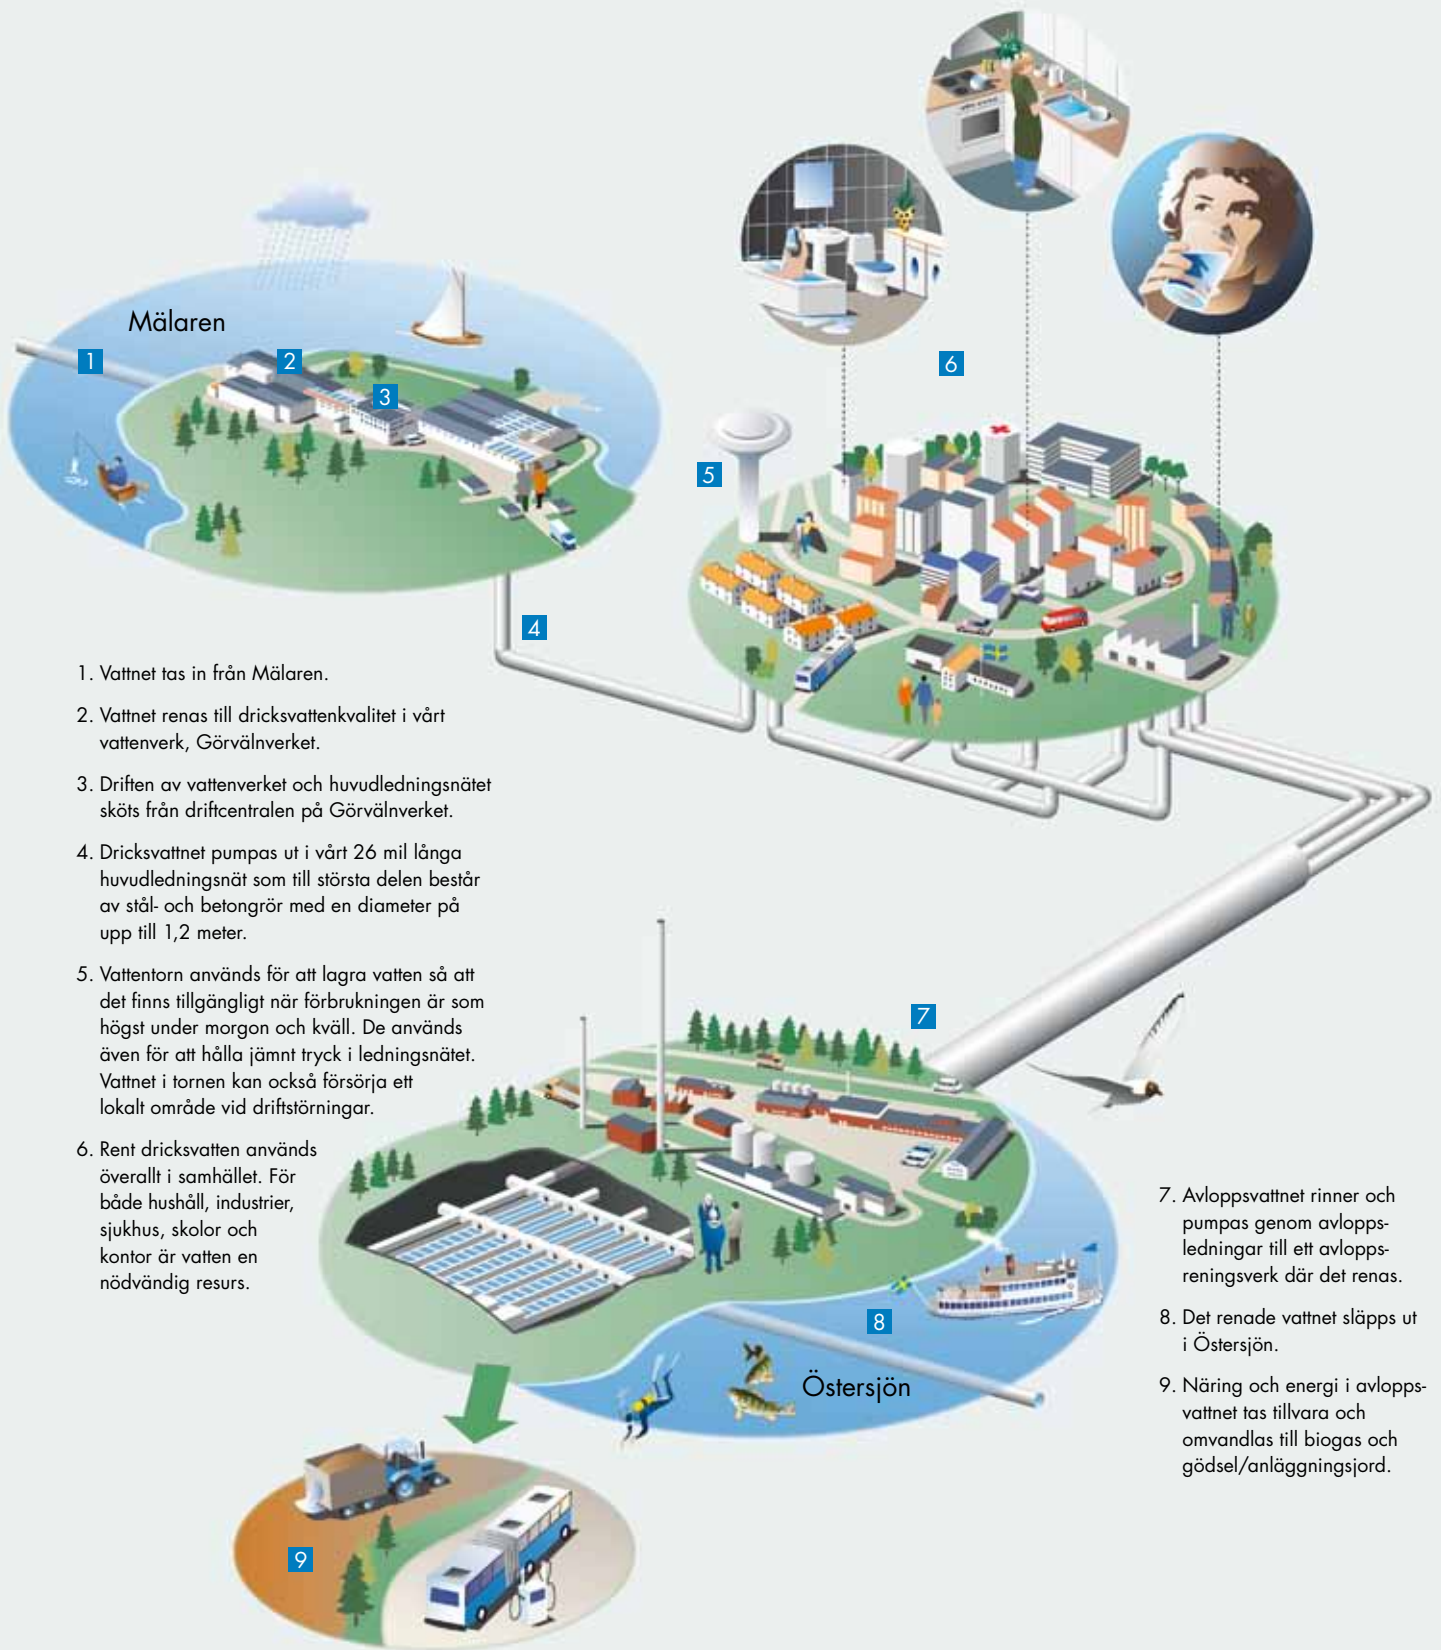 Mälaren
1
2
3
6
5
4
1. Vattnet tas in från Mälaren.
2. Vattnet renas till dricksvattenkvalitet i vårt
vattenverk, Görvälnverket.
3. Driften av vattenverket och huvudledningsnätet
sköts från driftcentralen på Görvälnverket.
4. Dricksvattnet pumpas ut i vårt 26 mil långa
huvudledningsnät som till största delen består
av stål- och betongrör med en diameter på
upp till 1,2 meter.
5. Vattentorn används för att lagra vatten så att
det finns tillgängligt när förbrukningen är som
högst under morgon och kväll. De används
även för att hålla jämnt tryck i ledningsnätet.
Vattnet i tornen kan också försörja ett
lokalt område vid driftstörningar.
6. Rent dricksvatten används
överallt i samhället. För
både hushåll, industrier,
sjukhus, skolor och
kontor är vatten en
nödvändig resurs.
7
8
Östersjön
9
7. Avloppsvattnet rinner och
pumpas genom avlopps-
ledningar till ett avlopps-
reningsverk där det renas.
8. Det renade vattnet släpps ut
i Östersjön.
9. Näring och energi i avlopps-
vattnet tas tillvara och
omvandlas till biogas och
gödsel/anläggningsjord.